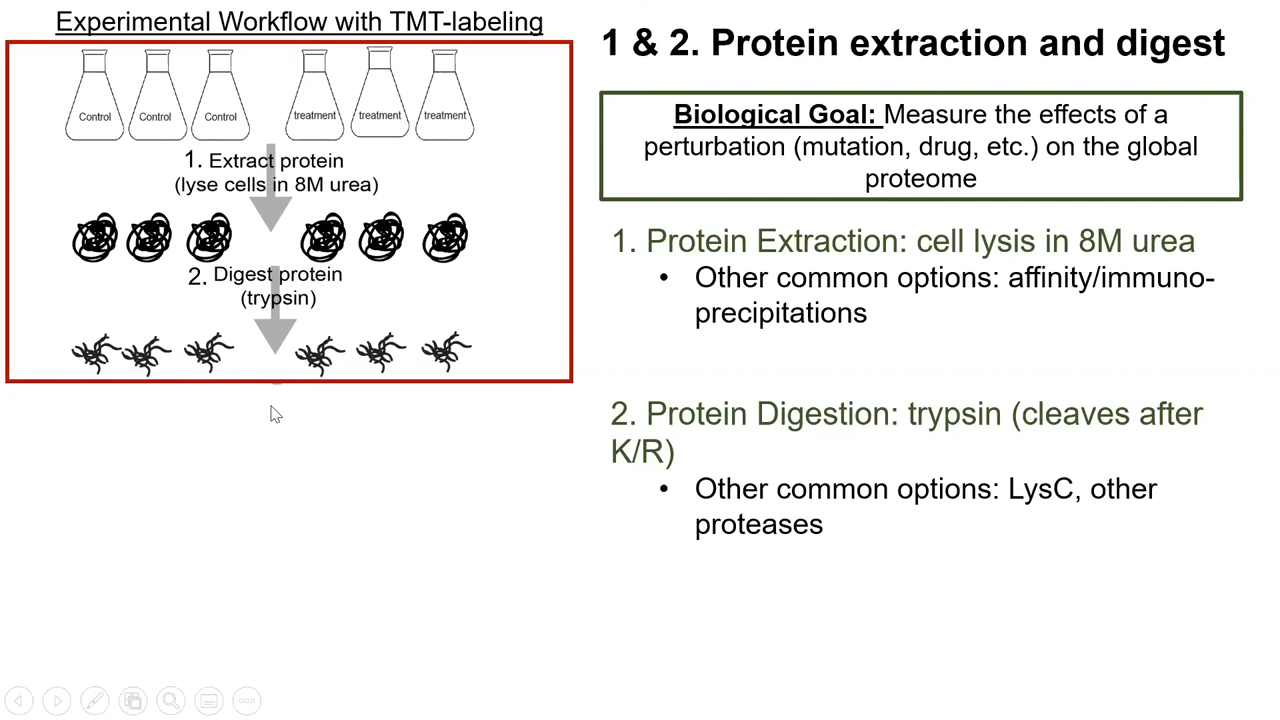 Experimental Workflow with TMT-labeling
Control
Control
Control
treatment
treatment
treatment
1. Extract protein
(lyse cells in 8M urea)
2. Digest protein
(trypsin)
1 & 2. Protein extraction and digest
Biological Goal: Measure the effects of a
perturbation (mutation, drug, etc.) on the global
proteome
1. Protein Extraction: cell lysis in 8M urea
• Other common options: affinity/immuno-
precipitations
2. Protein Digestion: trypsin (cleaves after
K/R)
• Other common options: LysC, other
proteases